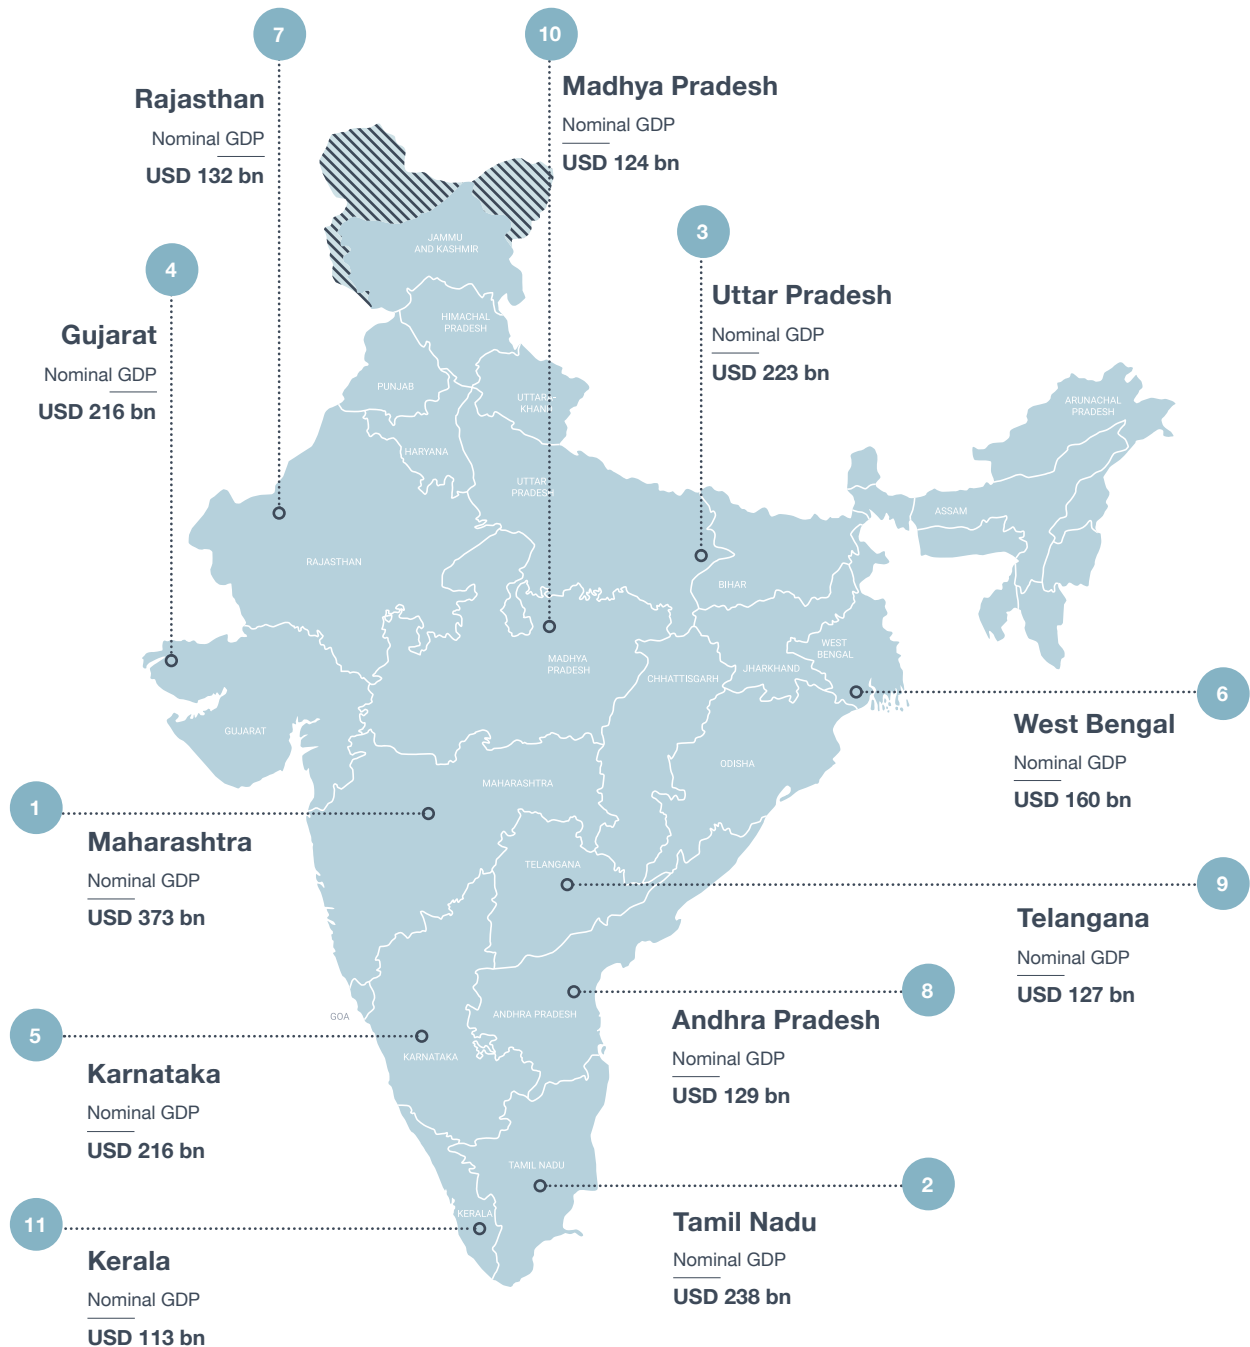 7
Rajasthan
Nominal GDP
USD 132 bn
10
Madhya Pradesh
Nominal GDP
USD 124 bn
3
Uttar Pradesh
Nominal GDP
USD 223 bn
4
Gujarat
Nominal GDP
USD 216 bn
JAMMU
AND KASHMIR
HIMACHAL
PRADESH
PUNJAB
UTTARA-
KHAND
HARYANA
UTTAR
PRADESH
ARUNACHAL
PRADESH
ASSAM
RAJASTHAN
BIHAR
MADHYA
PRADESH
CHHATTISGARH
JHARKHAND
WEST
BENGAL
GUJARAT
ODISHA
MAHARASHTRA
TELANGANA
GOA
ANDHRA PRADESH
KARNATAKA
TAMIL NADU
KERALA
6
West Bengal
Nominal GDP
USD 160 bn
1
Maharashtra
Nominal GDP
USD 373 bn
9
Telangana
Nominal GDP
USD 127 bn
8
Andhra Pradesh
Nominal GDP
USD 129 bn
5
Karnataka
Nominal GDP
USD 216 bn
2
Tamil Nadu
Nominal GDP
USD 238 bn
11
Kerala
Nominal GDP
USD 113 bn